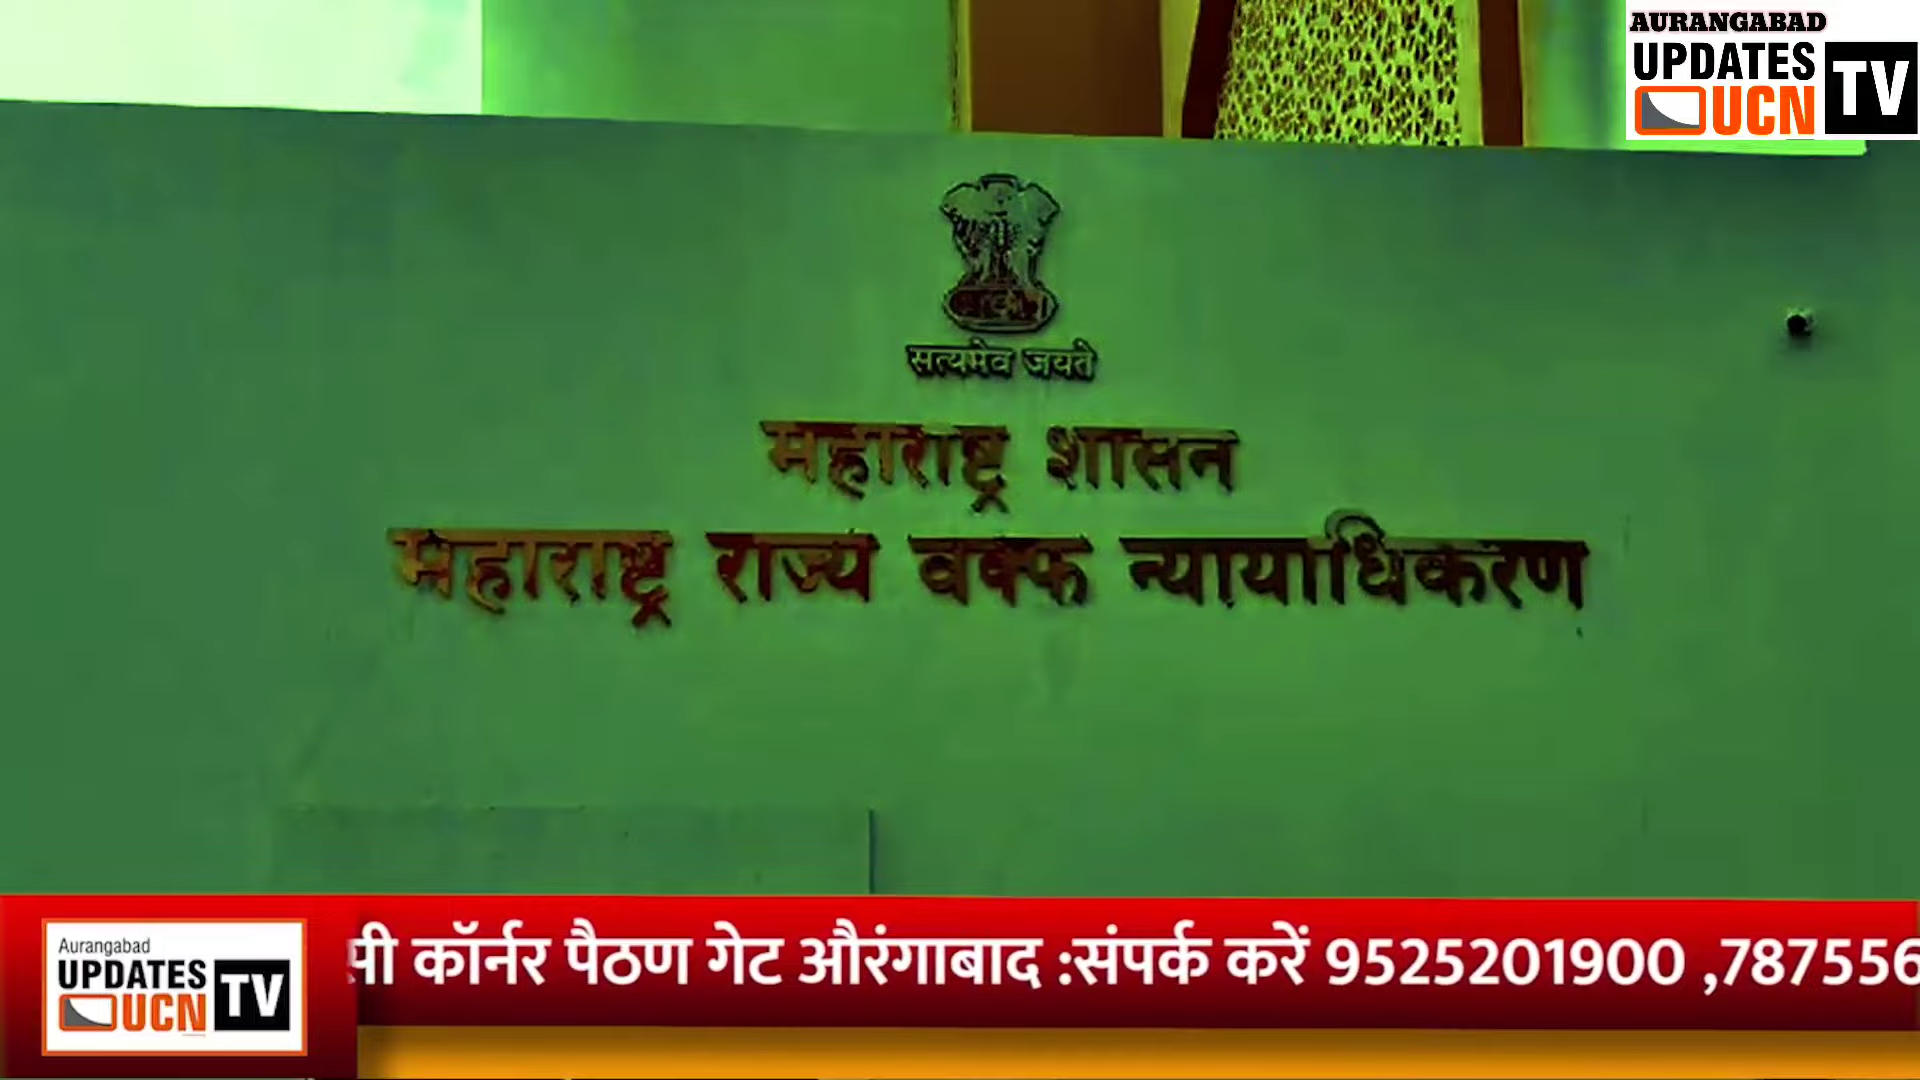 AURANGABAD
UPDATES
UCN TV
सत्यमेव जयते
महाराष्ट्र शासन
महाराष्ट्र राज्य वक्फ न्यायाधिकरण
Aurangabad
UPDATES
UCN TV
पी कॉर्नर पैठण गेट औरंगाबाद :संपर्क करें 9525201900 ,787556